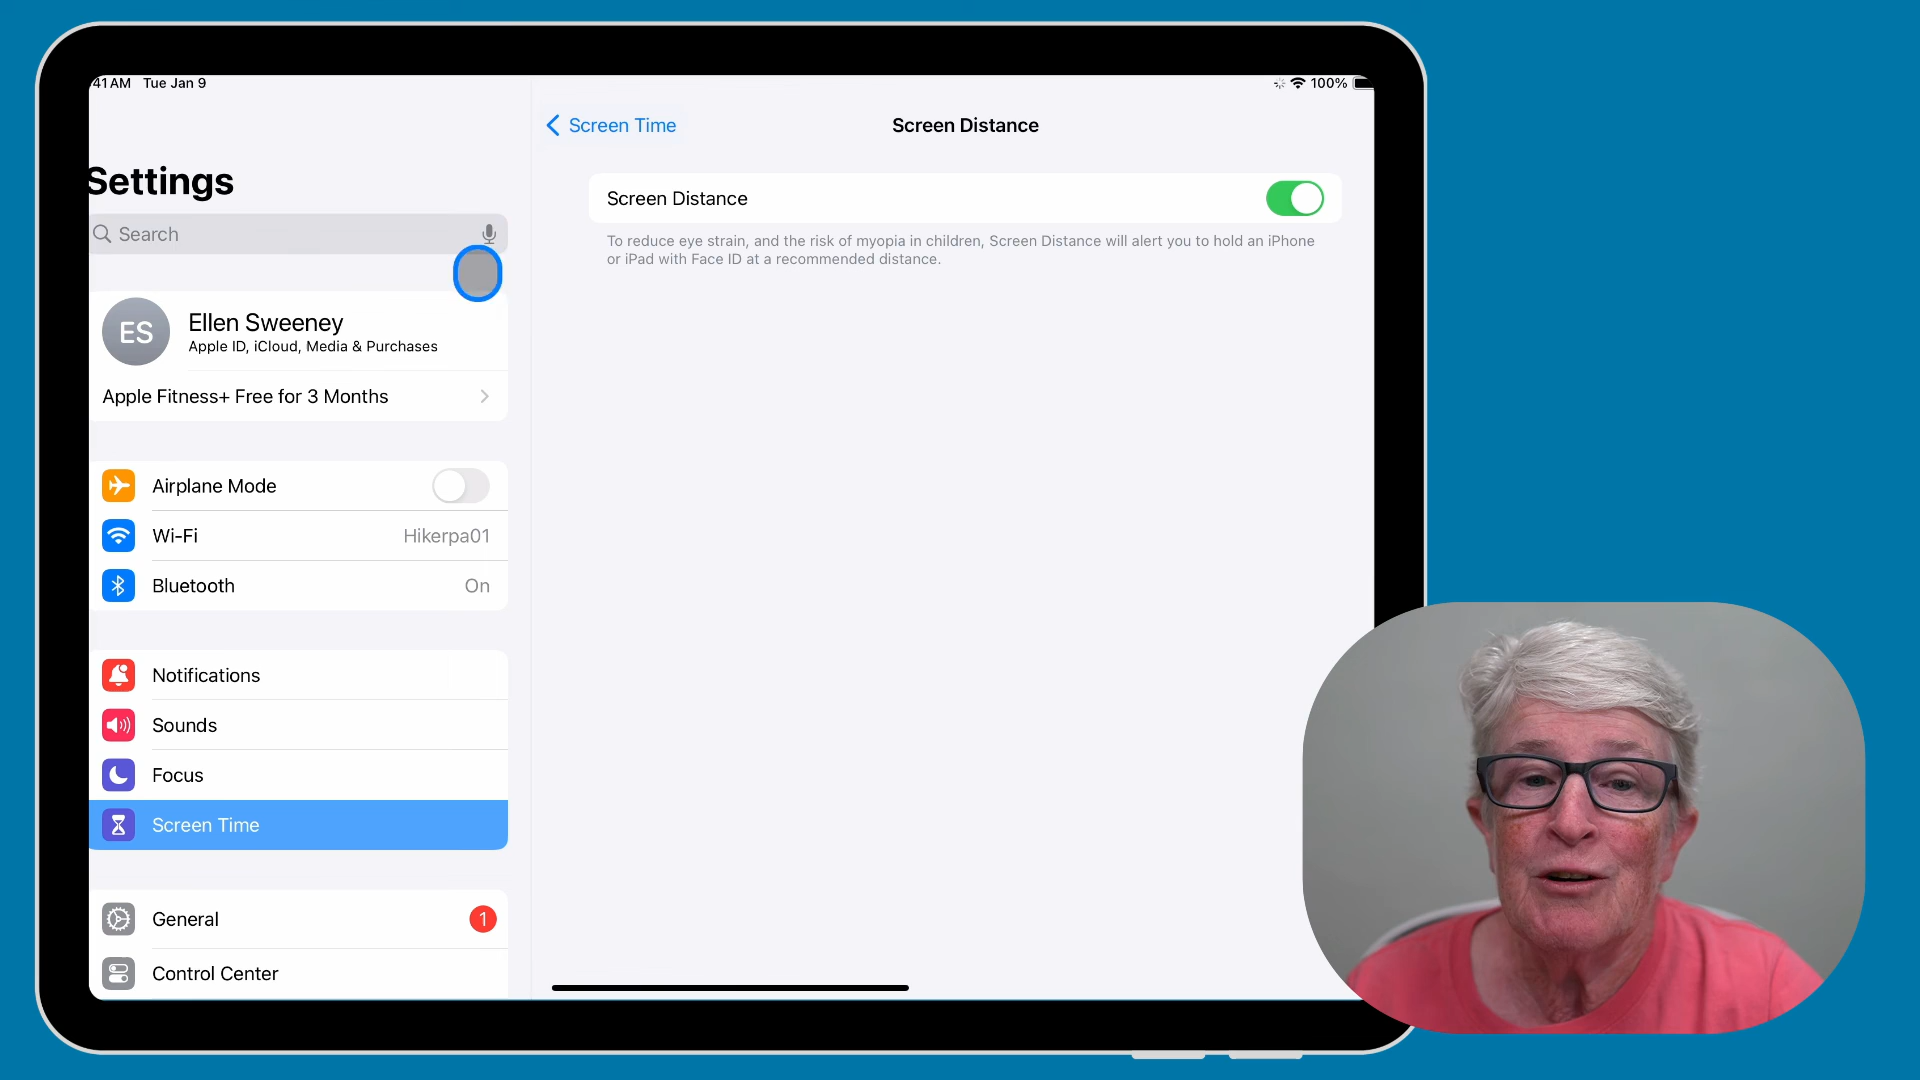 41 AM Tue Jan 9
100%
Settings
Search
ES
Ellen Sweeney
Apple ID, iCloud, Media & Purchases
Apple Fitness+ Free for 3 Months
Airplane Mode
Wi-Fi Hikerpa01
Bluetooth On
Notifications
Sounds
Focus
Screen Time
General 1
Control Center
Screen Time
Screen Distance
Screen Distance
To reduce eye strain, and the risk of myopia in children, Screen Distance will alert you to hold an iPhone
or iPad with Face ID at a recommended distance.